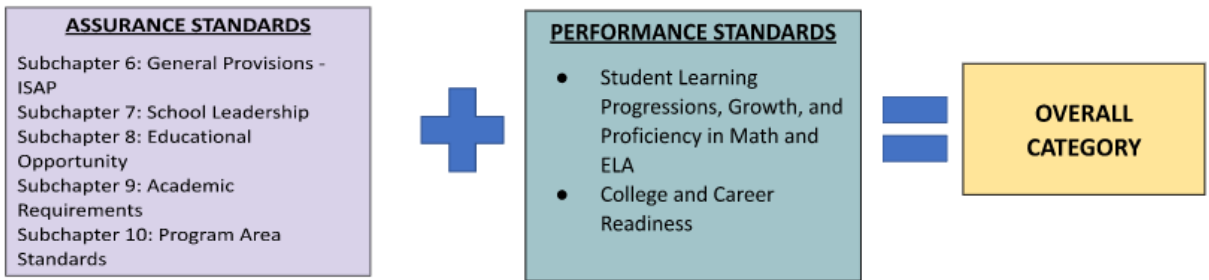 ASSURANCE STANDARDS
Subchapter 6: General Provisions -
ISAP
Subchapter 7: School Leadership
Subchapter 8: Educational
Opportunity
Subchapter 9: Academic
Requirements
Subchapter 10: Program Area
Standards
PERFORMANCE STANDARDS
● Student Learning
Progressions, Growth, and
Proficiency in Math and
ELA
● College and Career
Readiness
OVERALL
CATEGORY